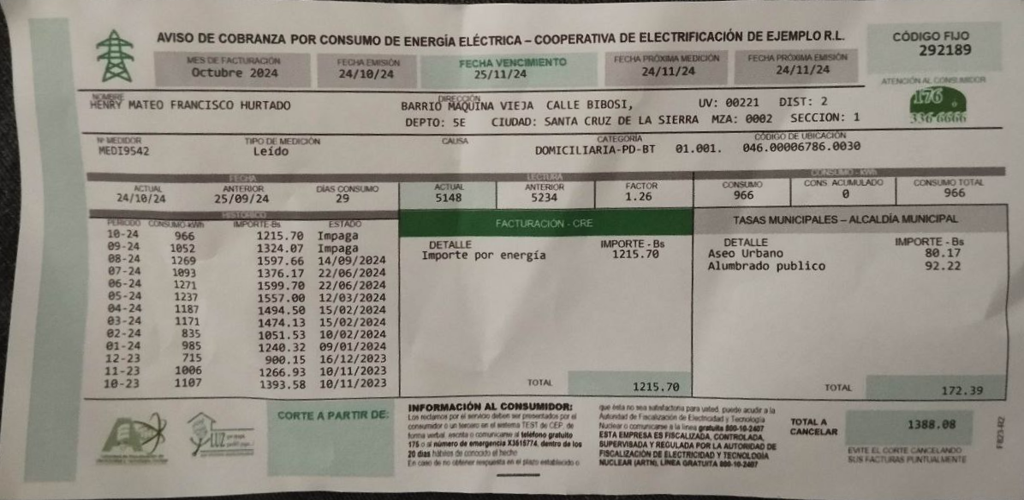 AVISO DE COBRANZA POR CONSUMO DE ENERGÍA ELÉCTRICA – COOPERATIVA DE ELECTRIFICACIÓN DE EJEMPLO R.L.
CÓDIGO FIJO
292189
MES DE FACTURACIÓN
Octubre 2024
FECHA EMISIÓN
24/10/24
FECHA VENCIMIENTO
25/11/24
FECHA PRÓXIMA MEDICIÓN
24/11/24
FECHA PRÓXIMA EMISIÓN
24/11/24
ATENCIÓN AL CONSUMIDOR
176
336 6666
NOMBRE
HENRY MATEO FRANCISCO HURTADO
DIRECCIÓN
BARRIO MAQUINA VIEJA CALLE BIBOSI, UV: 00221 DIST: 2
DEPTO: SE CIUDAD: SANTA CRUZ DE LA SIERRA MZA: 0002 SECCION: 1
Nº MEDIDOR
MEDI9542
TIPO DE MEDICIÓN
Leído
CAUSA
CATEGORÍA
DOMICILIARIA-PD-BT 01.001.
CÓDIGO DE UBICACIÓN
046.00006786.0030
FECHA
ACTUAL ANTERIOR DÍAS CONSUMO
24/10/24 25/09/24 29
LECTURA
ACTUAL ANTERIOR FACTOR
5148 5234 1.26
CONSUMO - kWh
CONSUMO CONS. ACUMULADO CONSUMO TOTAL
966 0 966
HISTÓRICO
PERIODO CONSUMO-kWh IMPORTE-Bs ESTADO
10-24 966 1215.70 Impaga
09-24 1052 1324.07 Impaga
08-24 1269 1597.66 14/09/2024
07-24 1093 1376.17 22/06/2024
06-24 1271 1599.70 22/06/2024
05-24 1237 1557.00 12/03/2024
04-24 1187 1494.50 15/02/2024
03-24 1171 1474.13 15/02/2024
02-24 835 1051.53 10/02/2024
01-24 985 1240.32 09/01/2024
12-23 715 900.15 16/12/2023
11-23 1006 1266.93 10/11/2023
10-23 1107 1393.58 10/11/2023
FACTURACIÓN - CRE
DETALLE IMPORTE - Bs
Importe por energía 1215.70
TOTAL 1215.70
TASAS MUNICIPALES – ALCALDÍA MUNICIPAL
DETALLE IMPORTE - Bs
Aseo Urbano 80.17
Alumbrado publico 92.22
TOTAL 172.39
LUZ
CORTE A PARTIR DE:
INFORMACIÓN AL CONSUMIDOR:
Los reclamos por el servicio deben ser presentados por el
consumidor o un tercero en el sistema TEST de CEP, de
forma verbal, escrita o comunicarse al teléfono gratuito
176 o al número de emergencia X3615774, dentro de los
20 días hábiles de conocido el hecho
En caso de no obtener respuesta en el plazo establecido o
que ésta no sea satisfactoria para usted, puede acudir a la
Autoridad de Fiscalización de Electricidad y Tecnología
Nuclear o comunicarse a la línea gratuita 800-10-2407
ESTA EMPRESA ES FISCALIZADA, CONTROLADA,
SUPERVISADA Y REGULADA POR LA AUTORIDAD DE
FISCALIZACIÓN DE ELECTRICIDAD Y TECNOLOGÍA
NUCLEAR (ARTN), LÍNEA GRATUITA 800-10-2407
TOTAL A
CANCELAR
1388.08
EVITE EL CORTE CANCELANDO
SUS FACTURAS PUNTUALMENTE
FB23-R2